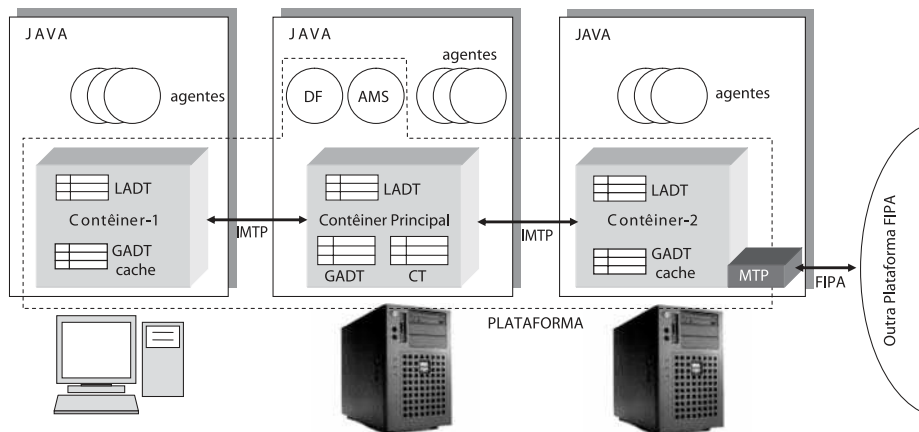 JAVA
agentes
LADT
Contêiner-1
GADT
cache
IMTP
JAVA
DF
AMS
agentes
LADT
Contêiner Principal
GADT
CT
IMTP
JAVA
agentes
LADT
Contêiner-2
GADT
cache
MTP
FIPA
Outra Plataforma FIPA
PLATAFORMA